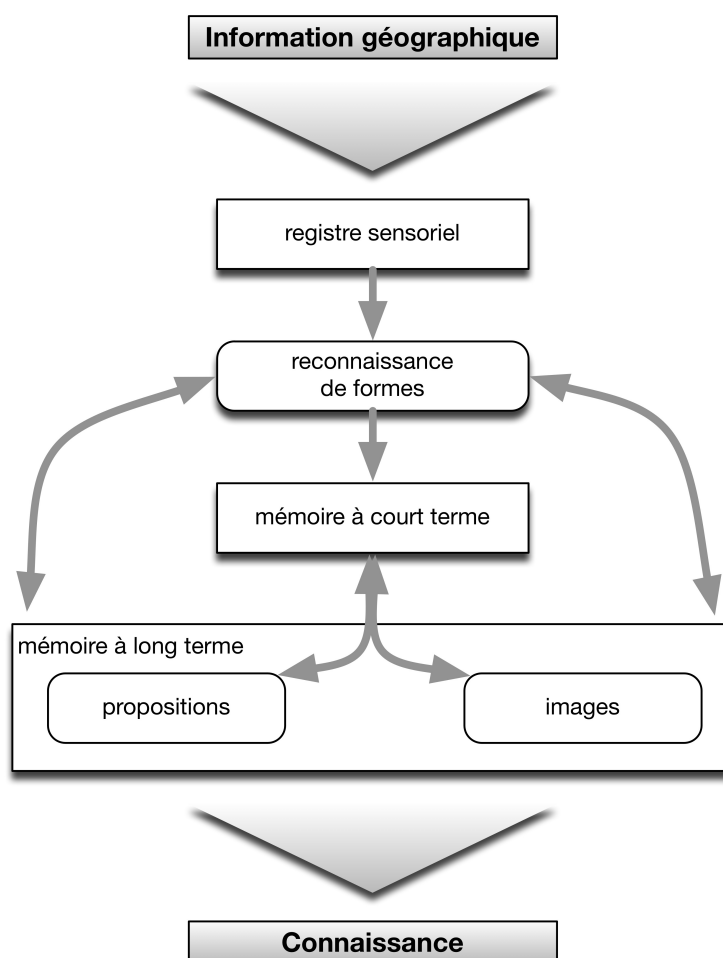 Information géographique
registre sensoriel
reconnaissance
de formes
mémoire à court terme
mémoire à long terme
propositions
images
Connaissance